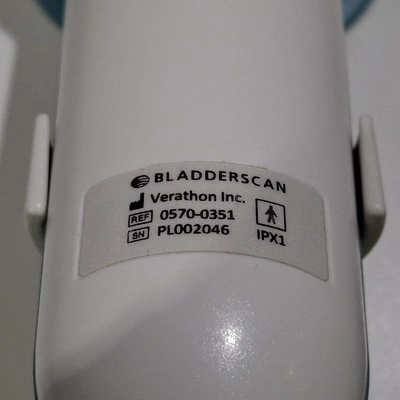 BLADDERSCAN
Verathon Inc.
REF 0570-0351
SN PL002046
IPX1